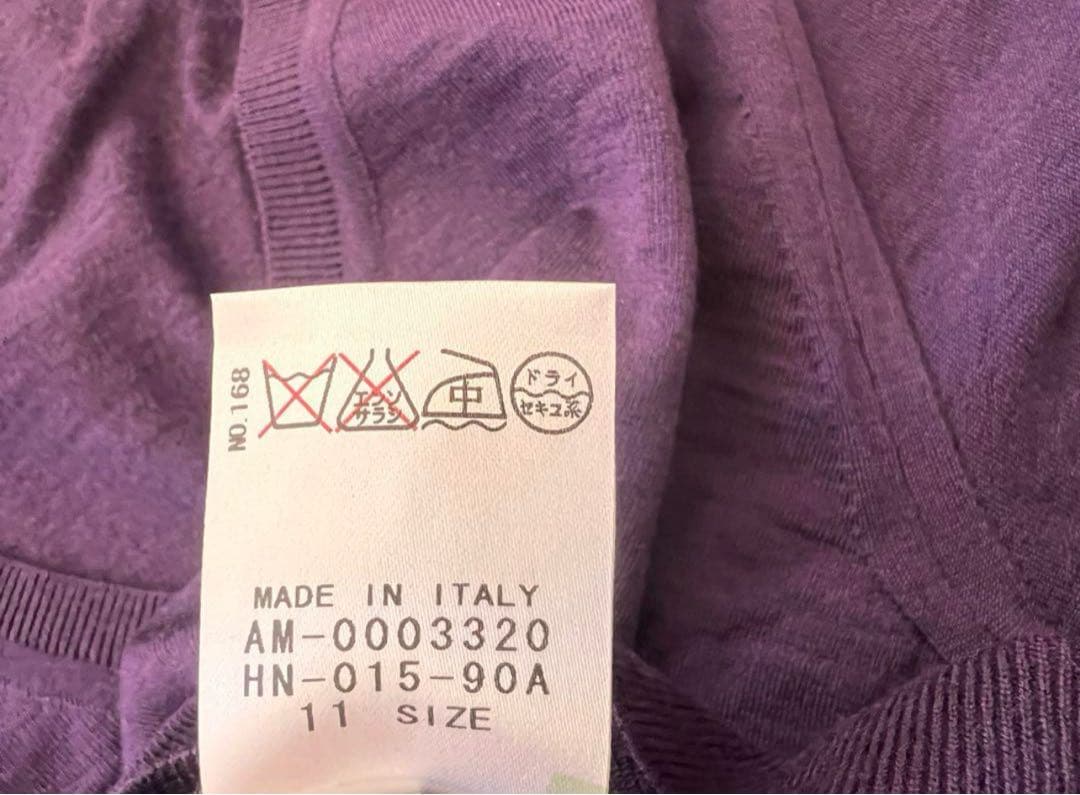 NO.168
エンソ
サラシ
中
ドライ
セキユ系
MADE IN ITALY
AM-0003320
HN-015-90A
11 SIZE